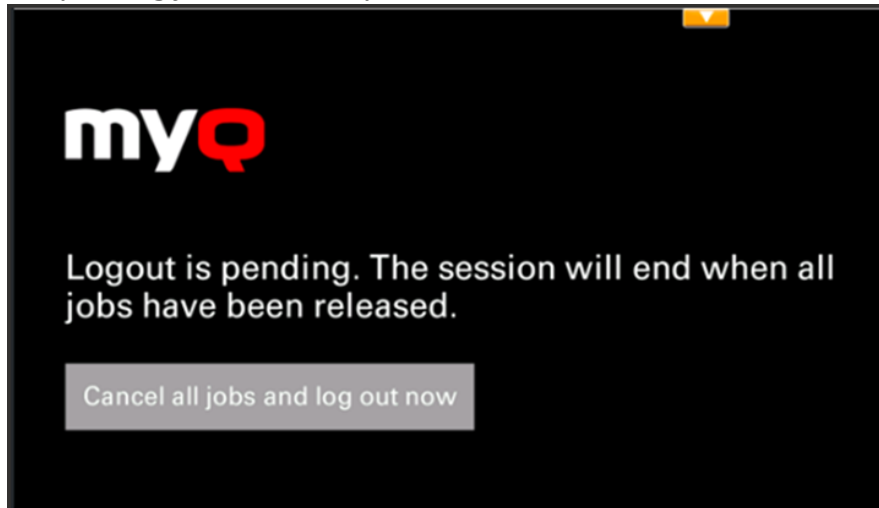 myQ
Logout is pending. The session will end when all
jobs have been released.
Cancel all jobs and log out now